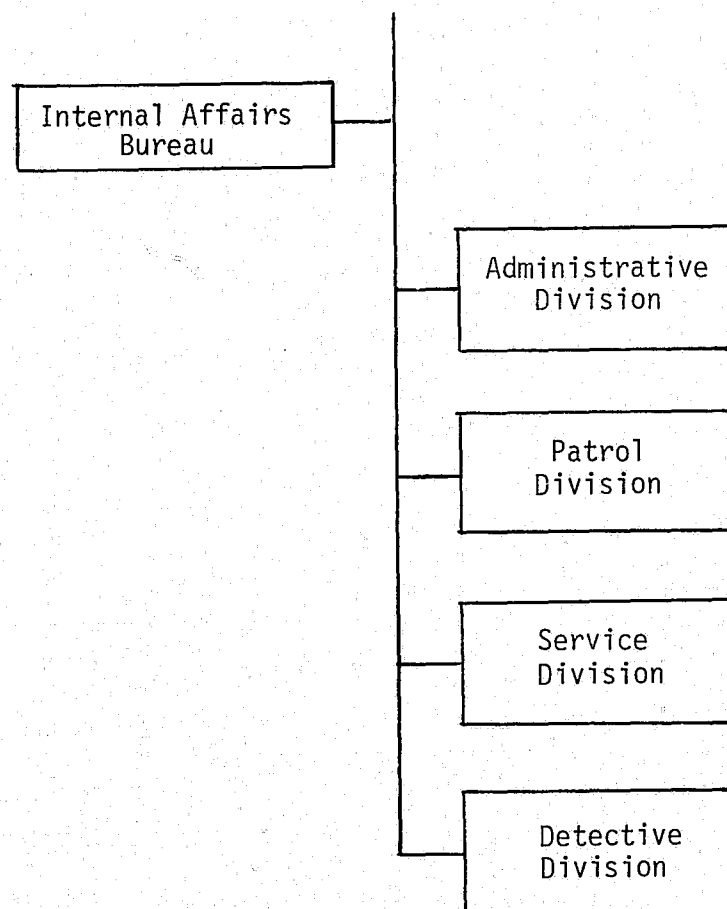 Internal Affairs
Bureau
Administrative
Division
Patrol
Division
Service
Division
Detective
Division